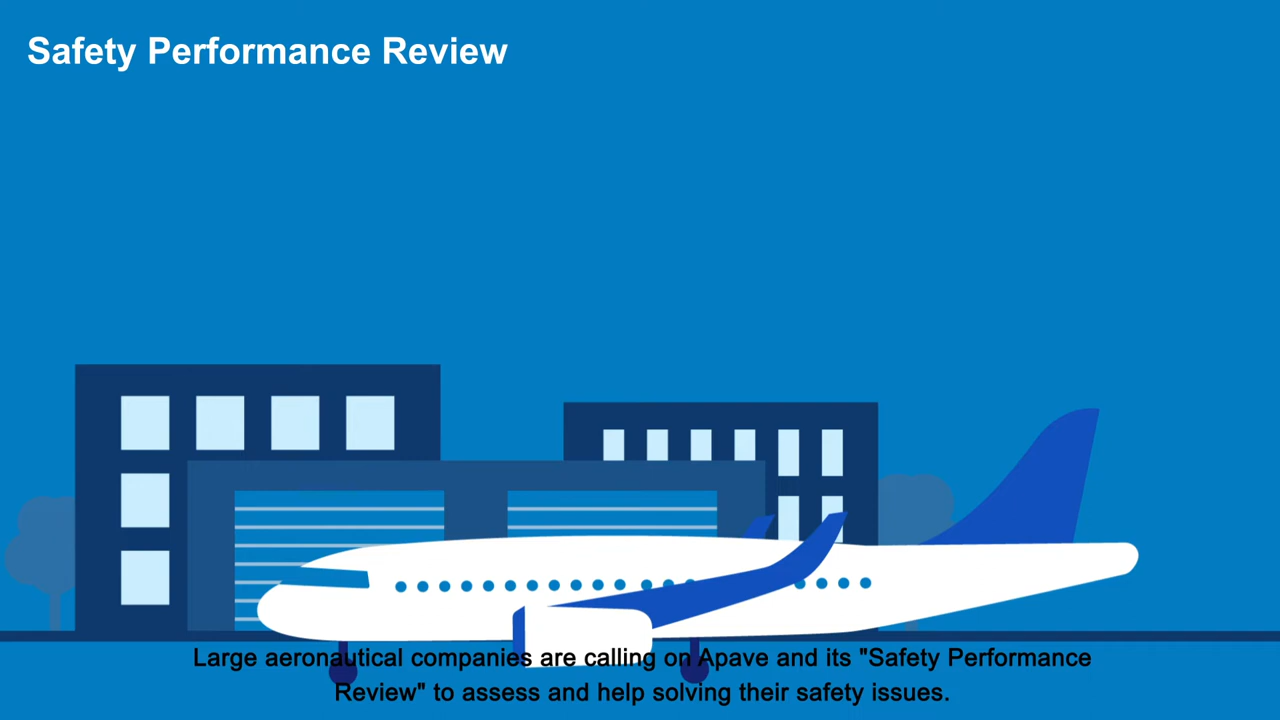 Safety Performance Review
Large aeronautical companies are calling on Apave and its "Safety Performance
Review" to assess and help solving their safety issues.